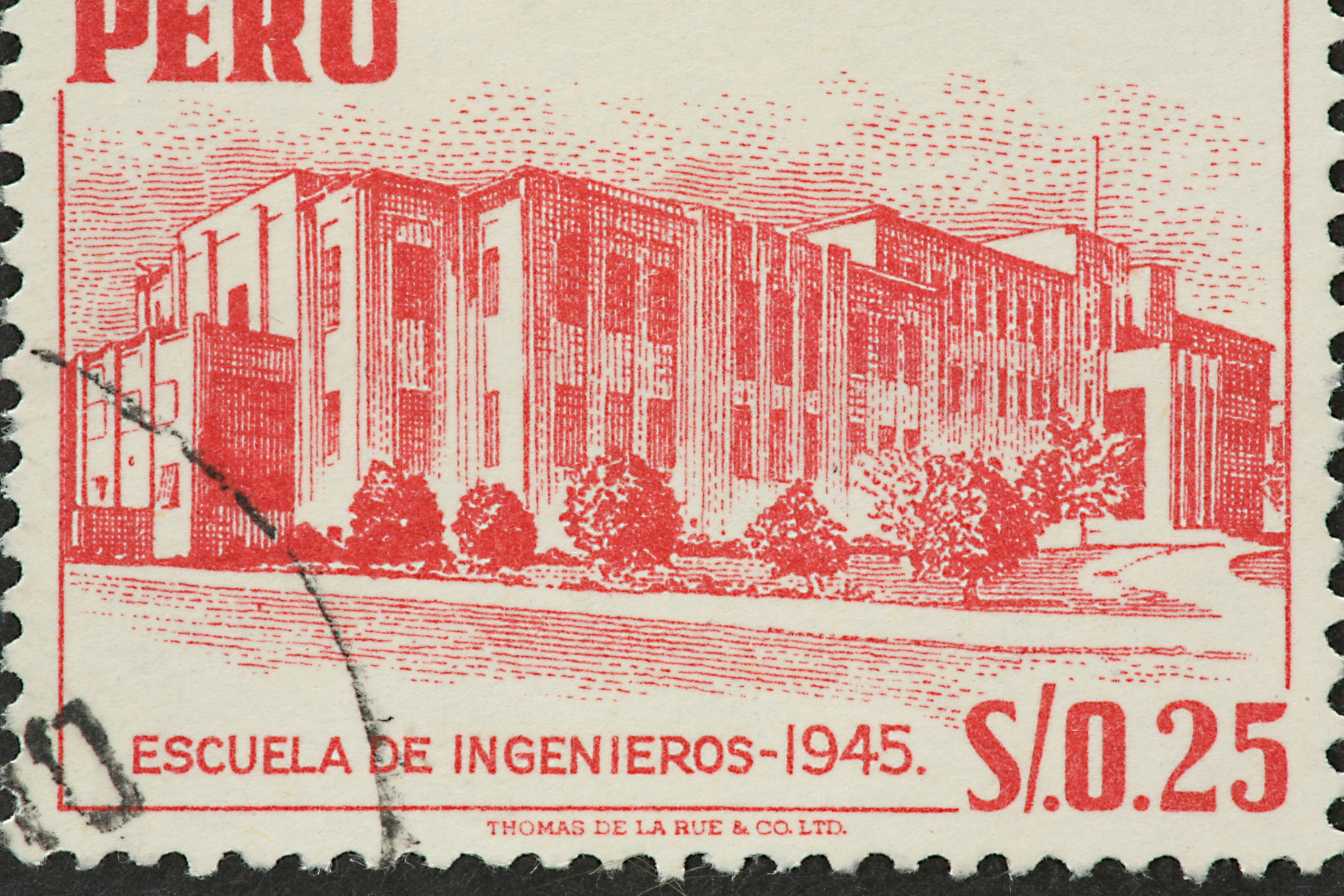 PERU
ESCUELA DE INGENIEROS-1945.
S/.0.25
THOMAS DE LA RUE & CO. LTD.